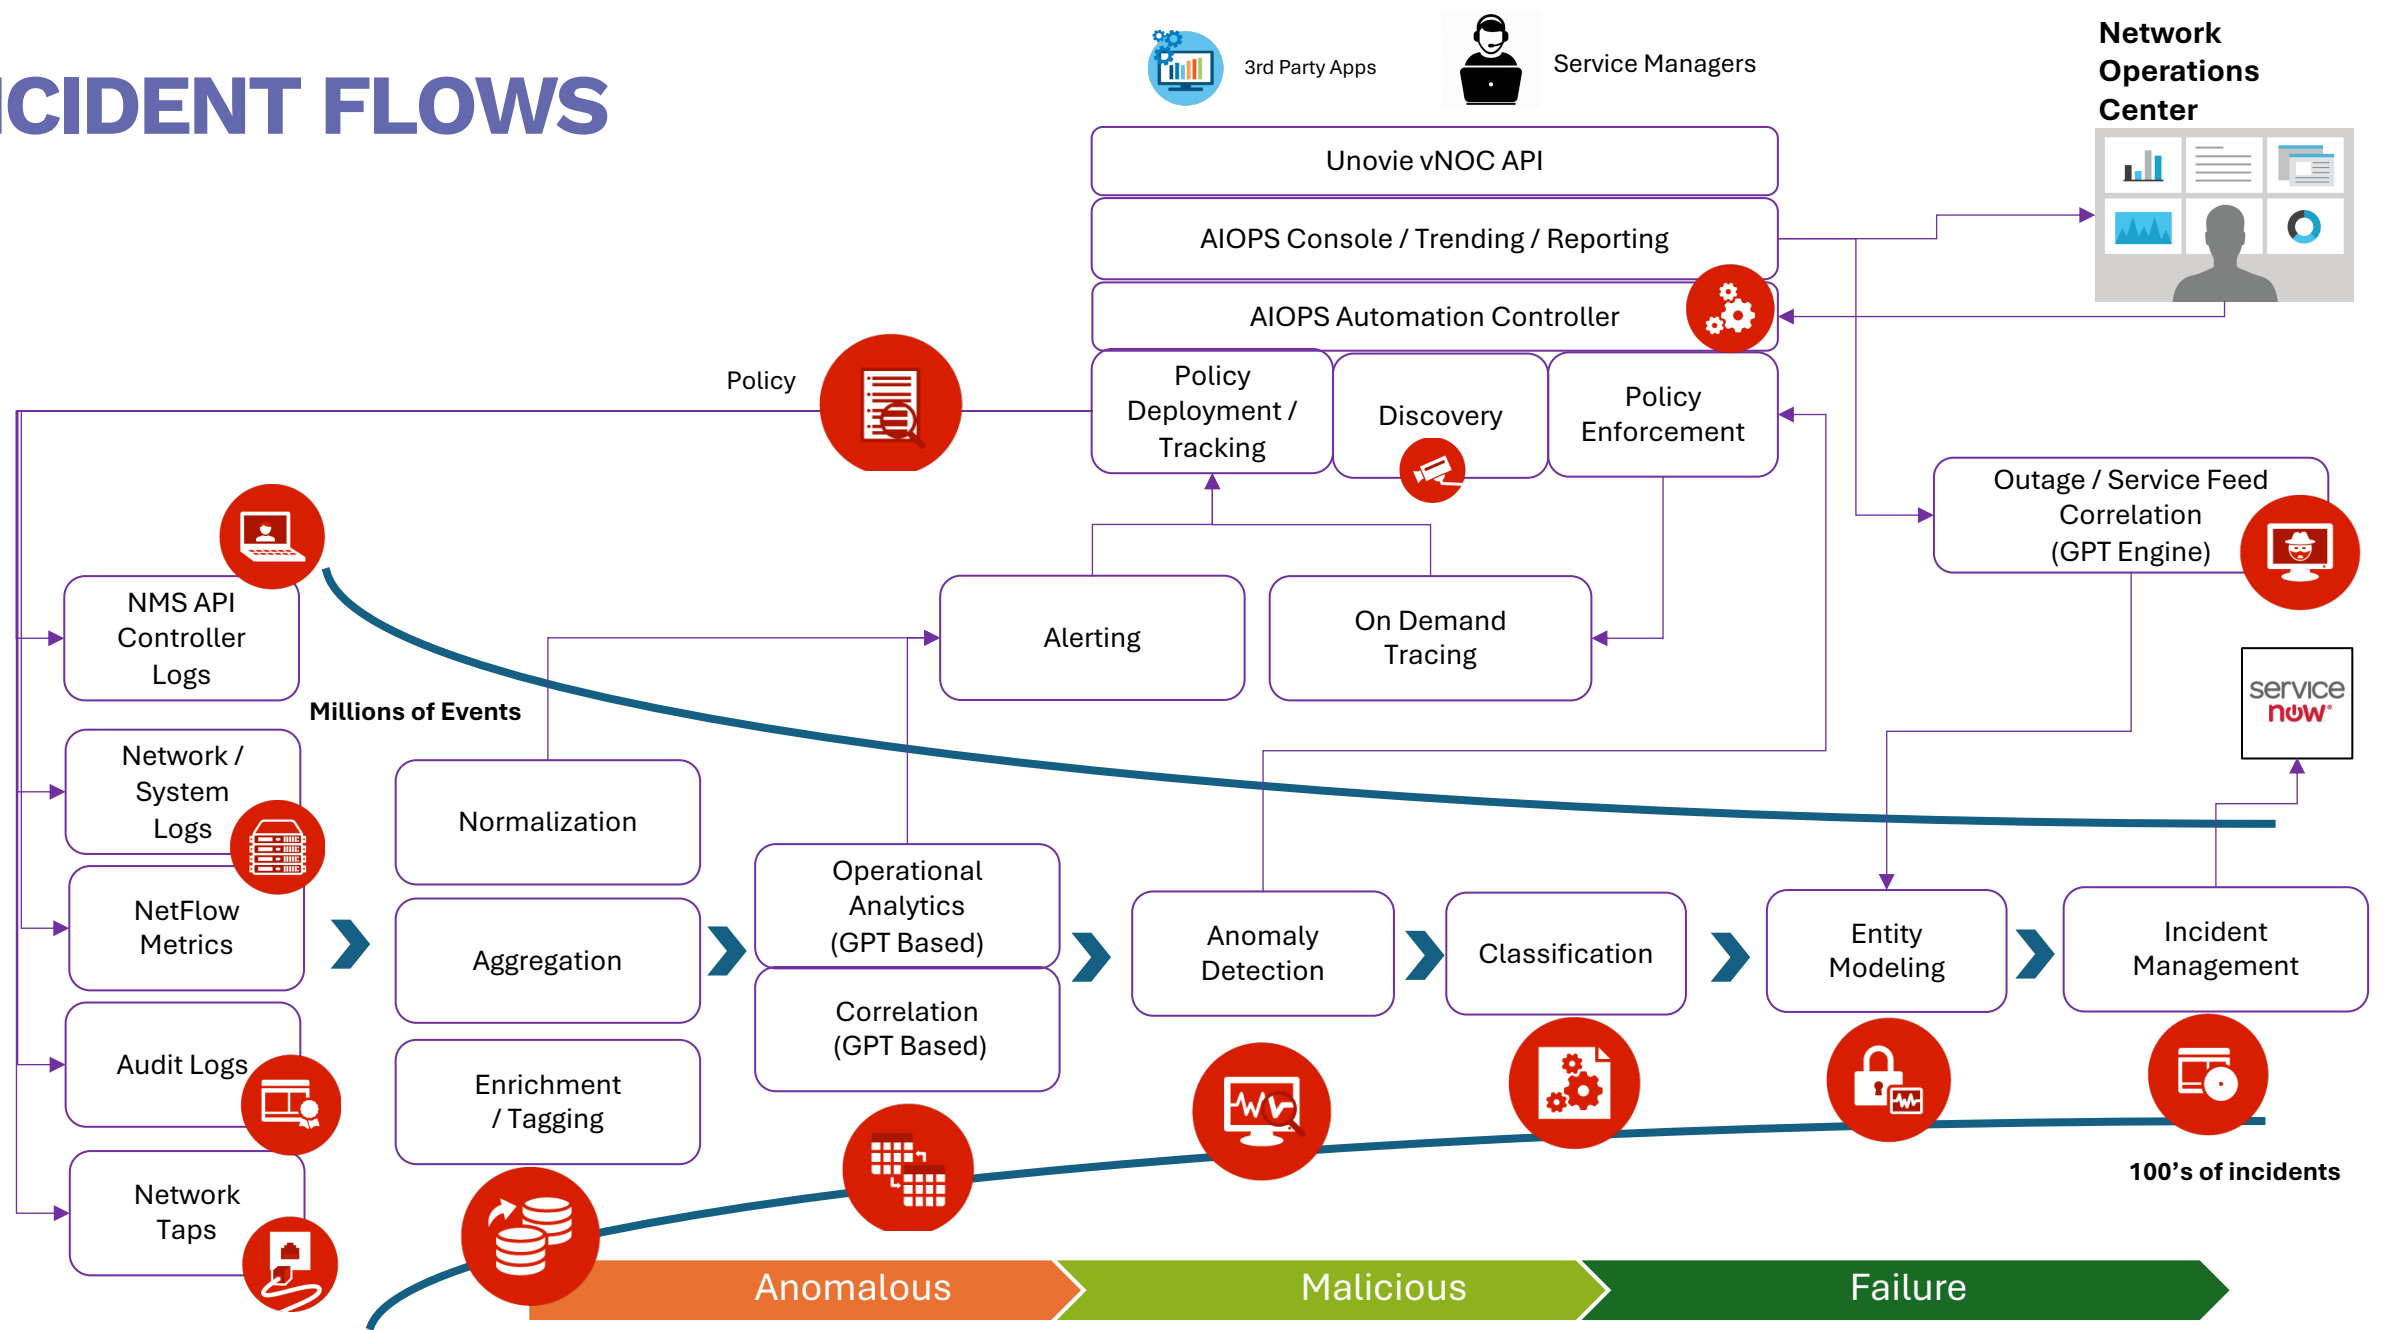 NCIDENT FLOWS
3rd Party Apps
Service Managers
Network
Operations
Center
Unovie vNOC API
AIOPS Console / Trending / Reporting
AIOPS Automation Controller
Policy
Policy
Deployment /
Tracking
Discovery
Policy
Enforcement
Outage / Service Feed
Correlation
(GPT Engine)
NMS API
Controller
Logs
Alerting
On Demand
Tracing
service
now
Millions of Events
Network /
System
Logs
Normalization
Operational
Analytics
(GPT Based)
NetFlow
Metrics
Aggregation
Anomaly
Detection
Classification
Entity
Modeling
Incident
Management
Correlation
(GPT Based)
Audit Logs
Enrichment
/ Tagging
100’s of incidents
Network
Taps
Anomalous
Malicious
Failure